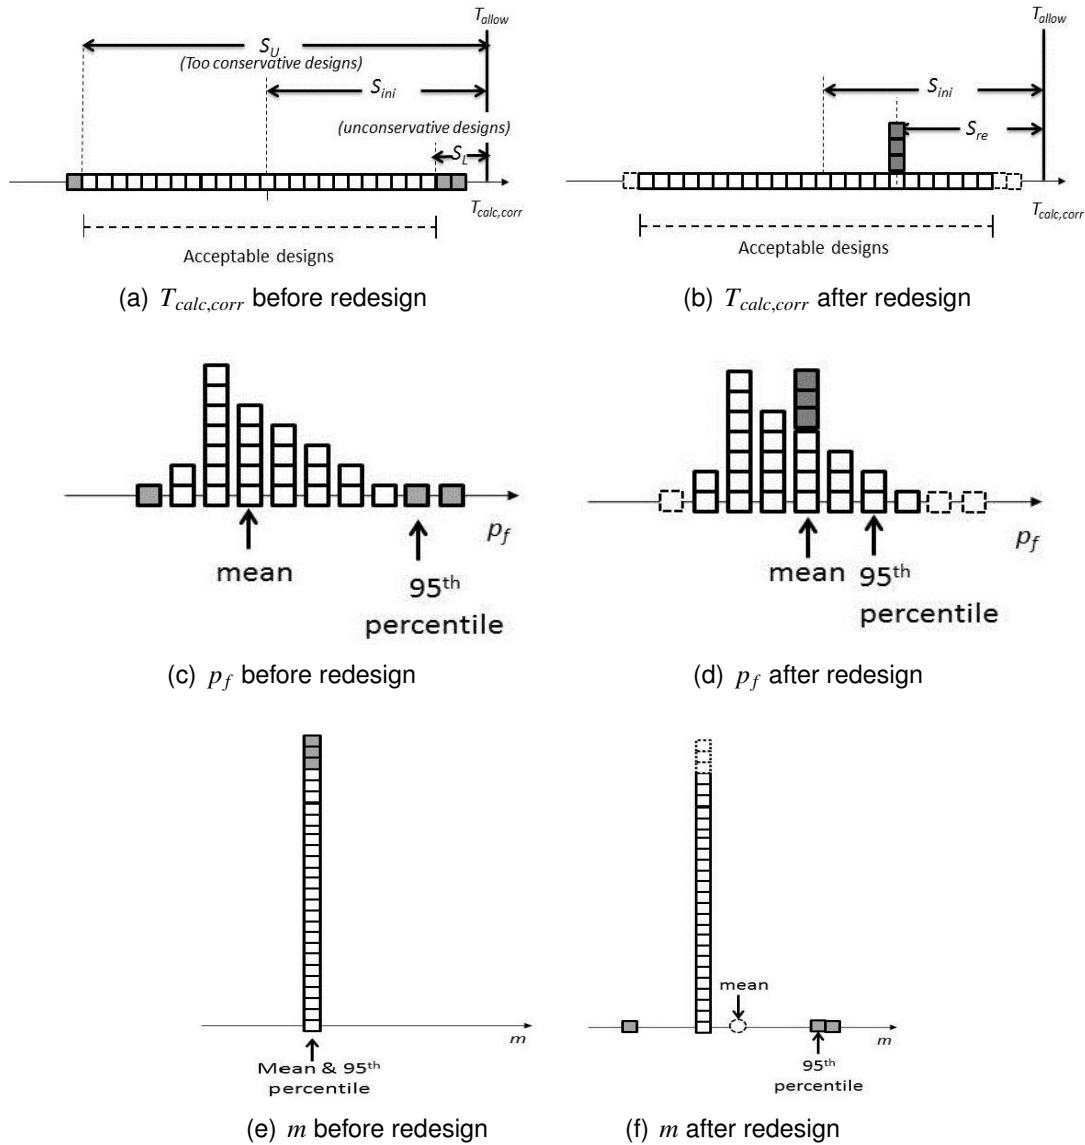 T_allow
S_U
(Too conservative designs)
S_ini
(unconservative designs)
S_L
T_calc,corr
Acceptable designs
(a) T_calc,corr before redesign
T_allow
S_ini
S_re
T_calc,corr
Acceptable designs
(b) T_calc,corr after redesign
p_f
mean
95th
percentile
(c) p_f before redesign
p_f
mean
95th
percentile
(d) p_f after redesign
m
Mean & 95th
percentile
(e) m before redesign
mean
m
95th
percentile
(f) m after redesign